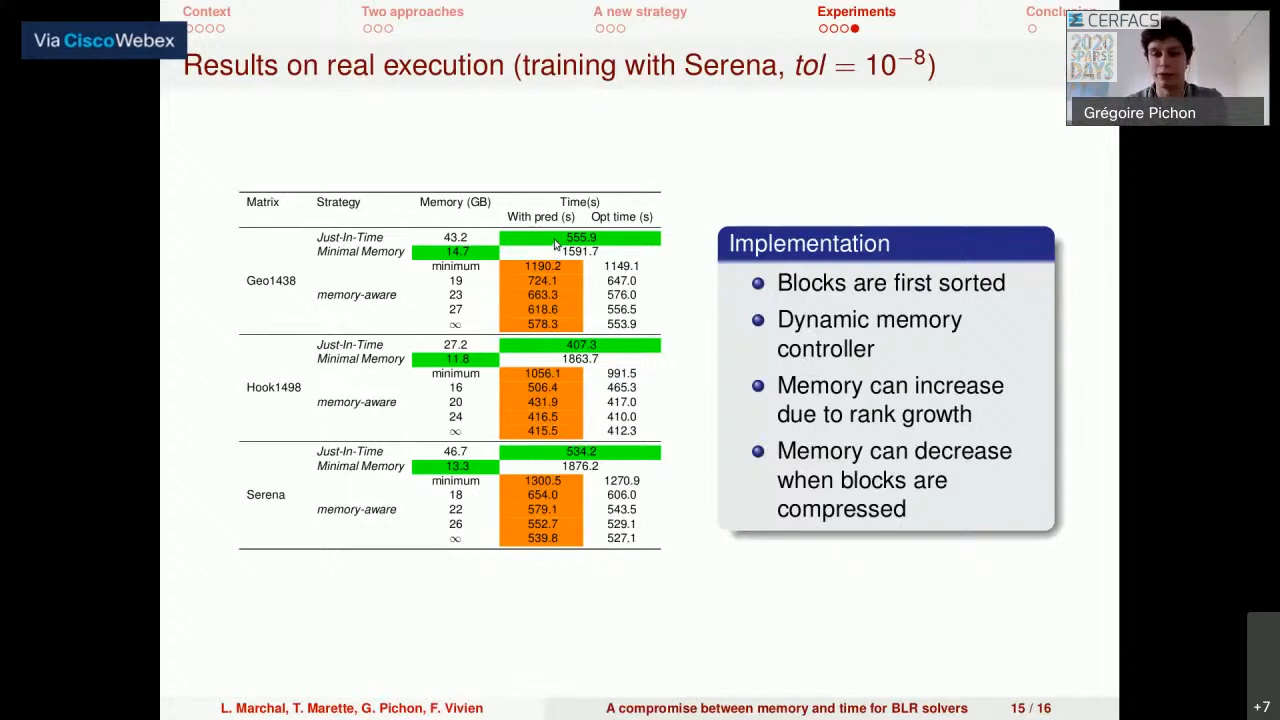 Context Two approaches A new strategy Experiments
Via CiscoWebex
CERFACS
2020
SPARSE
DAYS
Grégoire Pichon
Results on real execution (training with Serena, tol = 10⁻⁸)
Matrix Strategy Memory (GB) Time(s)
With pred (s) Opt time (s)
Just-In-Time 43.2 555.9
Minimal Memory 14.7 1591.7
minimum 1190.2 1149.1
19 724.1 647.0
Geo1438 memory-aware 23 663.3 576.0
27 618.6 556.5
∞ 578.3 553.9
Just-In-Time 27.2 407.3
Minimal Memory 11.8 1863.7
minimum 1056.1 991.5
Hook1498 16 506.4 465.3
memory-aware 20 431.9 417.0
24 416.5 410.0
∞ 415.5 412.3
Just-In-Time 46.7 534.2
Minimal Memory 13.3 1876.2
minimum 1300.5 1270.9
Serena 18 654.0 606.0
memory-aware 22 579.1 543.5
26 552.7 529.1
∞ 539.8 527.1
Implementation
Blocks are first sorted
Dynamic memory
controller
Memory can increase
due to rank growth
Memory can decrease
when blocks are
compressed
L. Marchal, T. Marette, G. Pichon, F. Vivien A compromise between memory and time for BLR solvers 15 / 16
+7